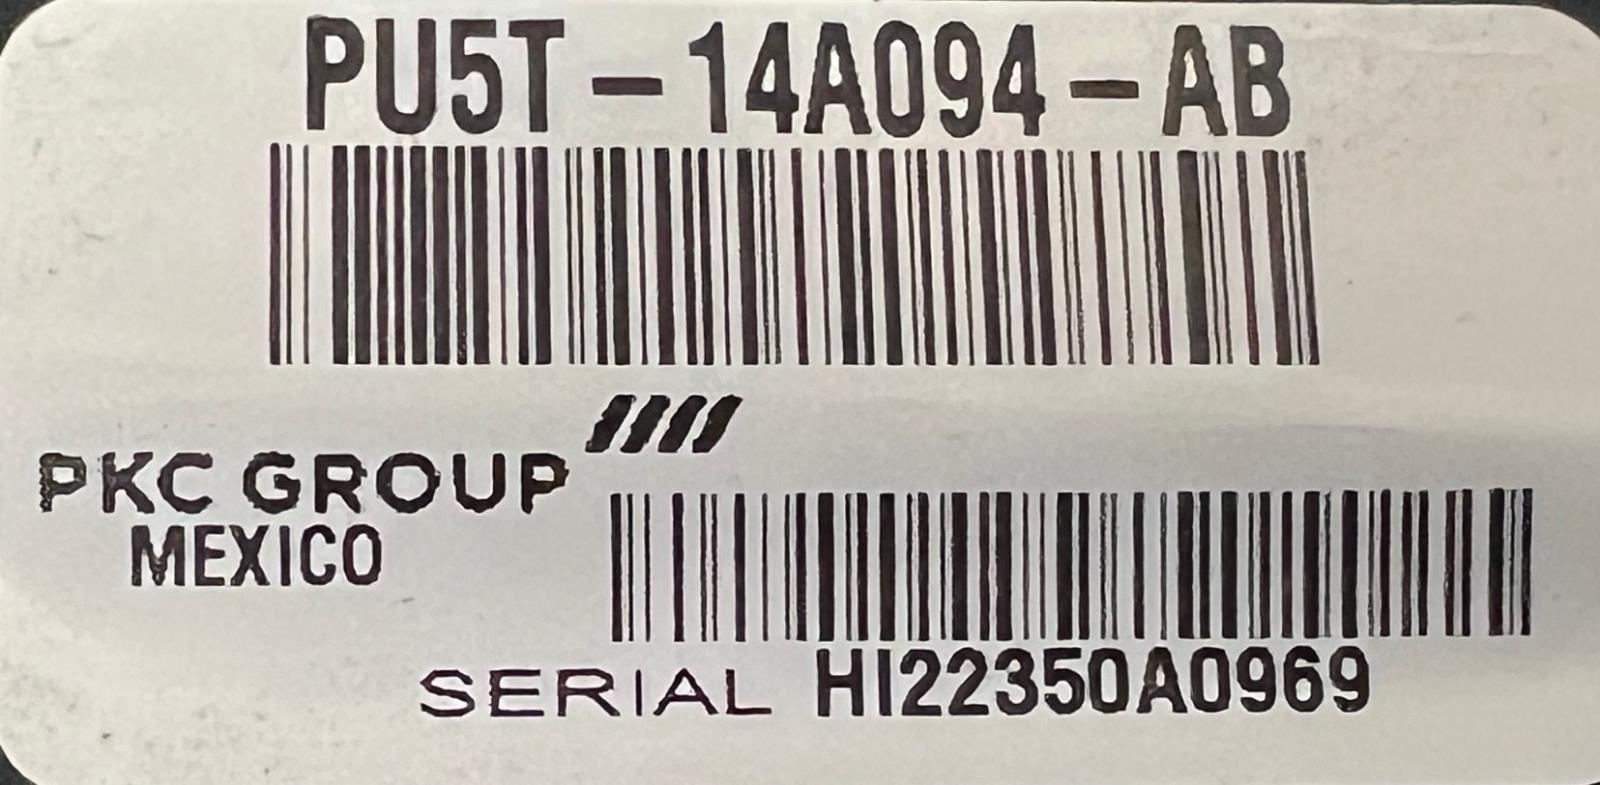 PU5T-14A094-AB
PKC GROUP
MEXICO
SERIAL HI22350A0969